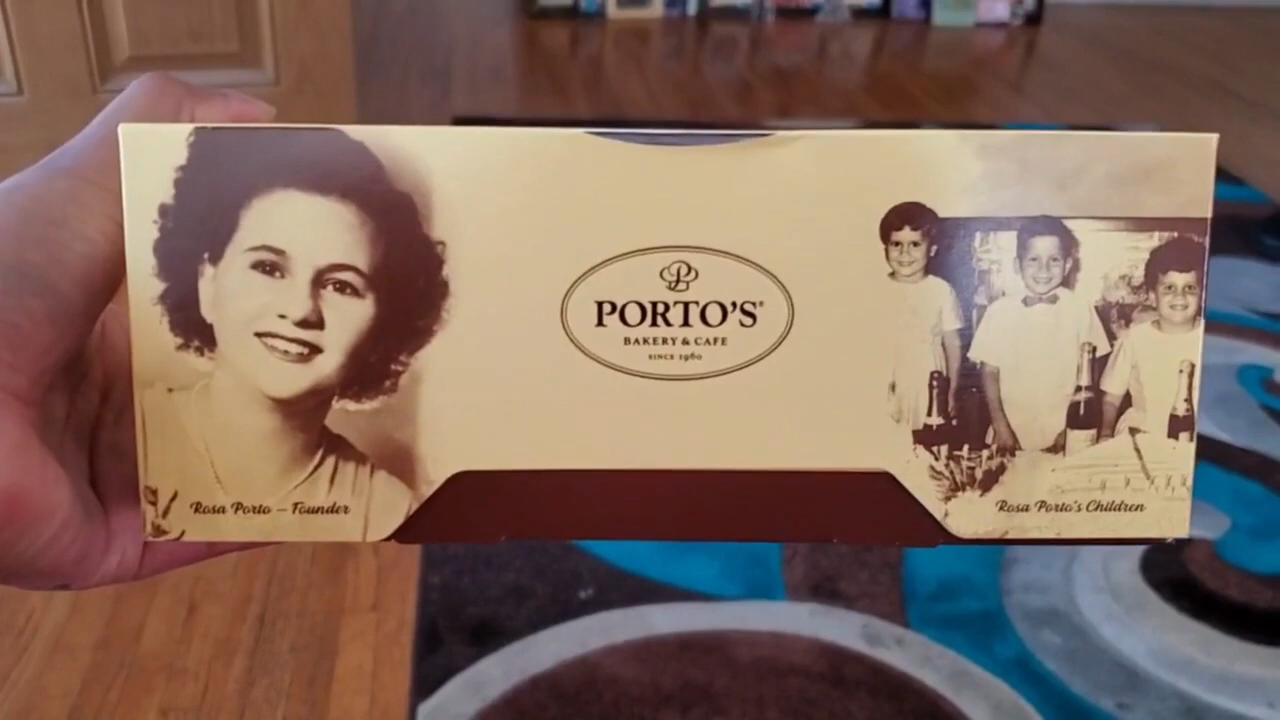 PORTO'S®
BAKERY & CAFE
SINCE 1960
Rosa Porto – Founder
Rosa Porto's Children